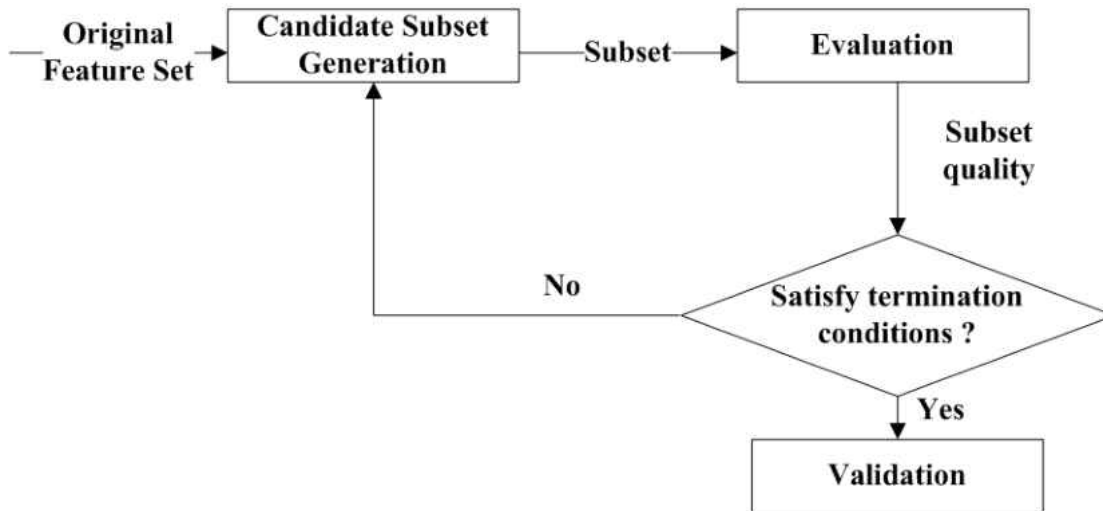 Original
Feature Set
Candidate Subset
Generation
Subset
Evaluation
Subset
quality
No
Satisfy termination
conditions ?
Yes
Validation